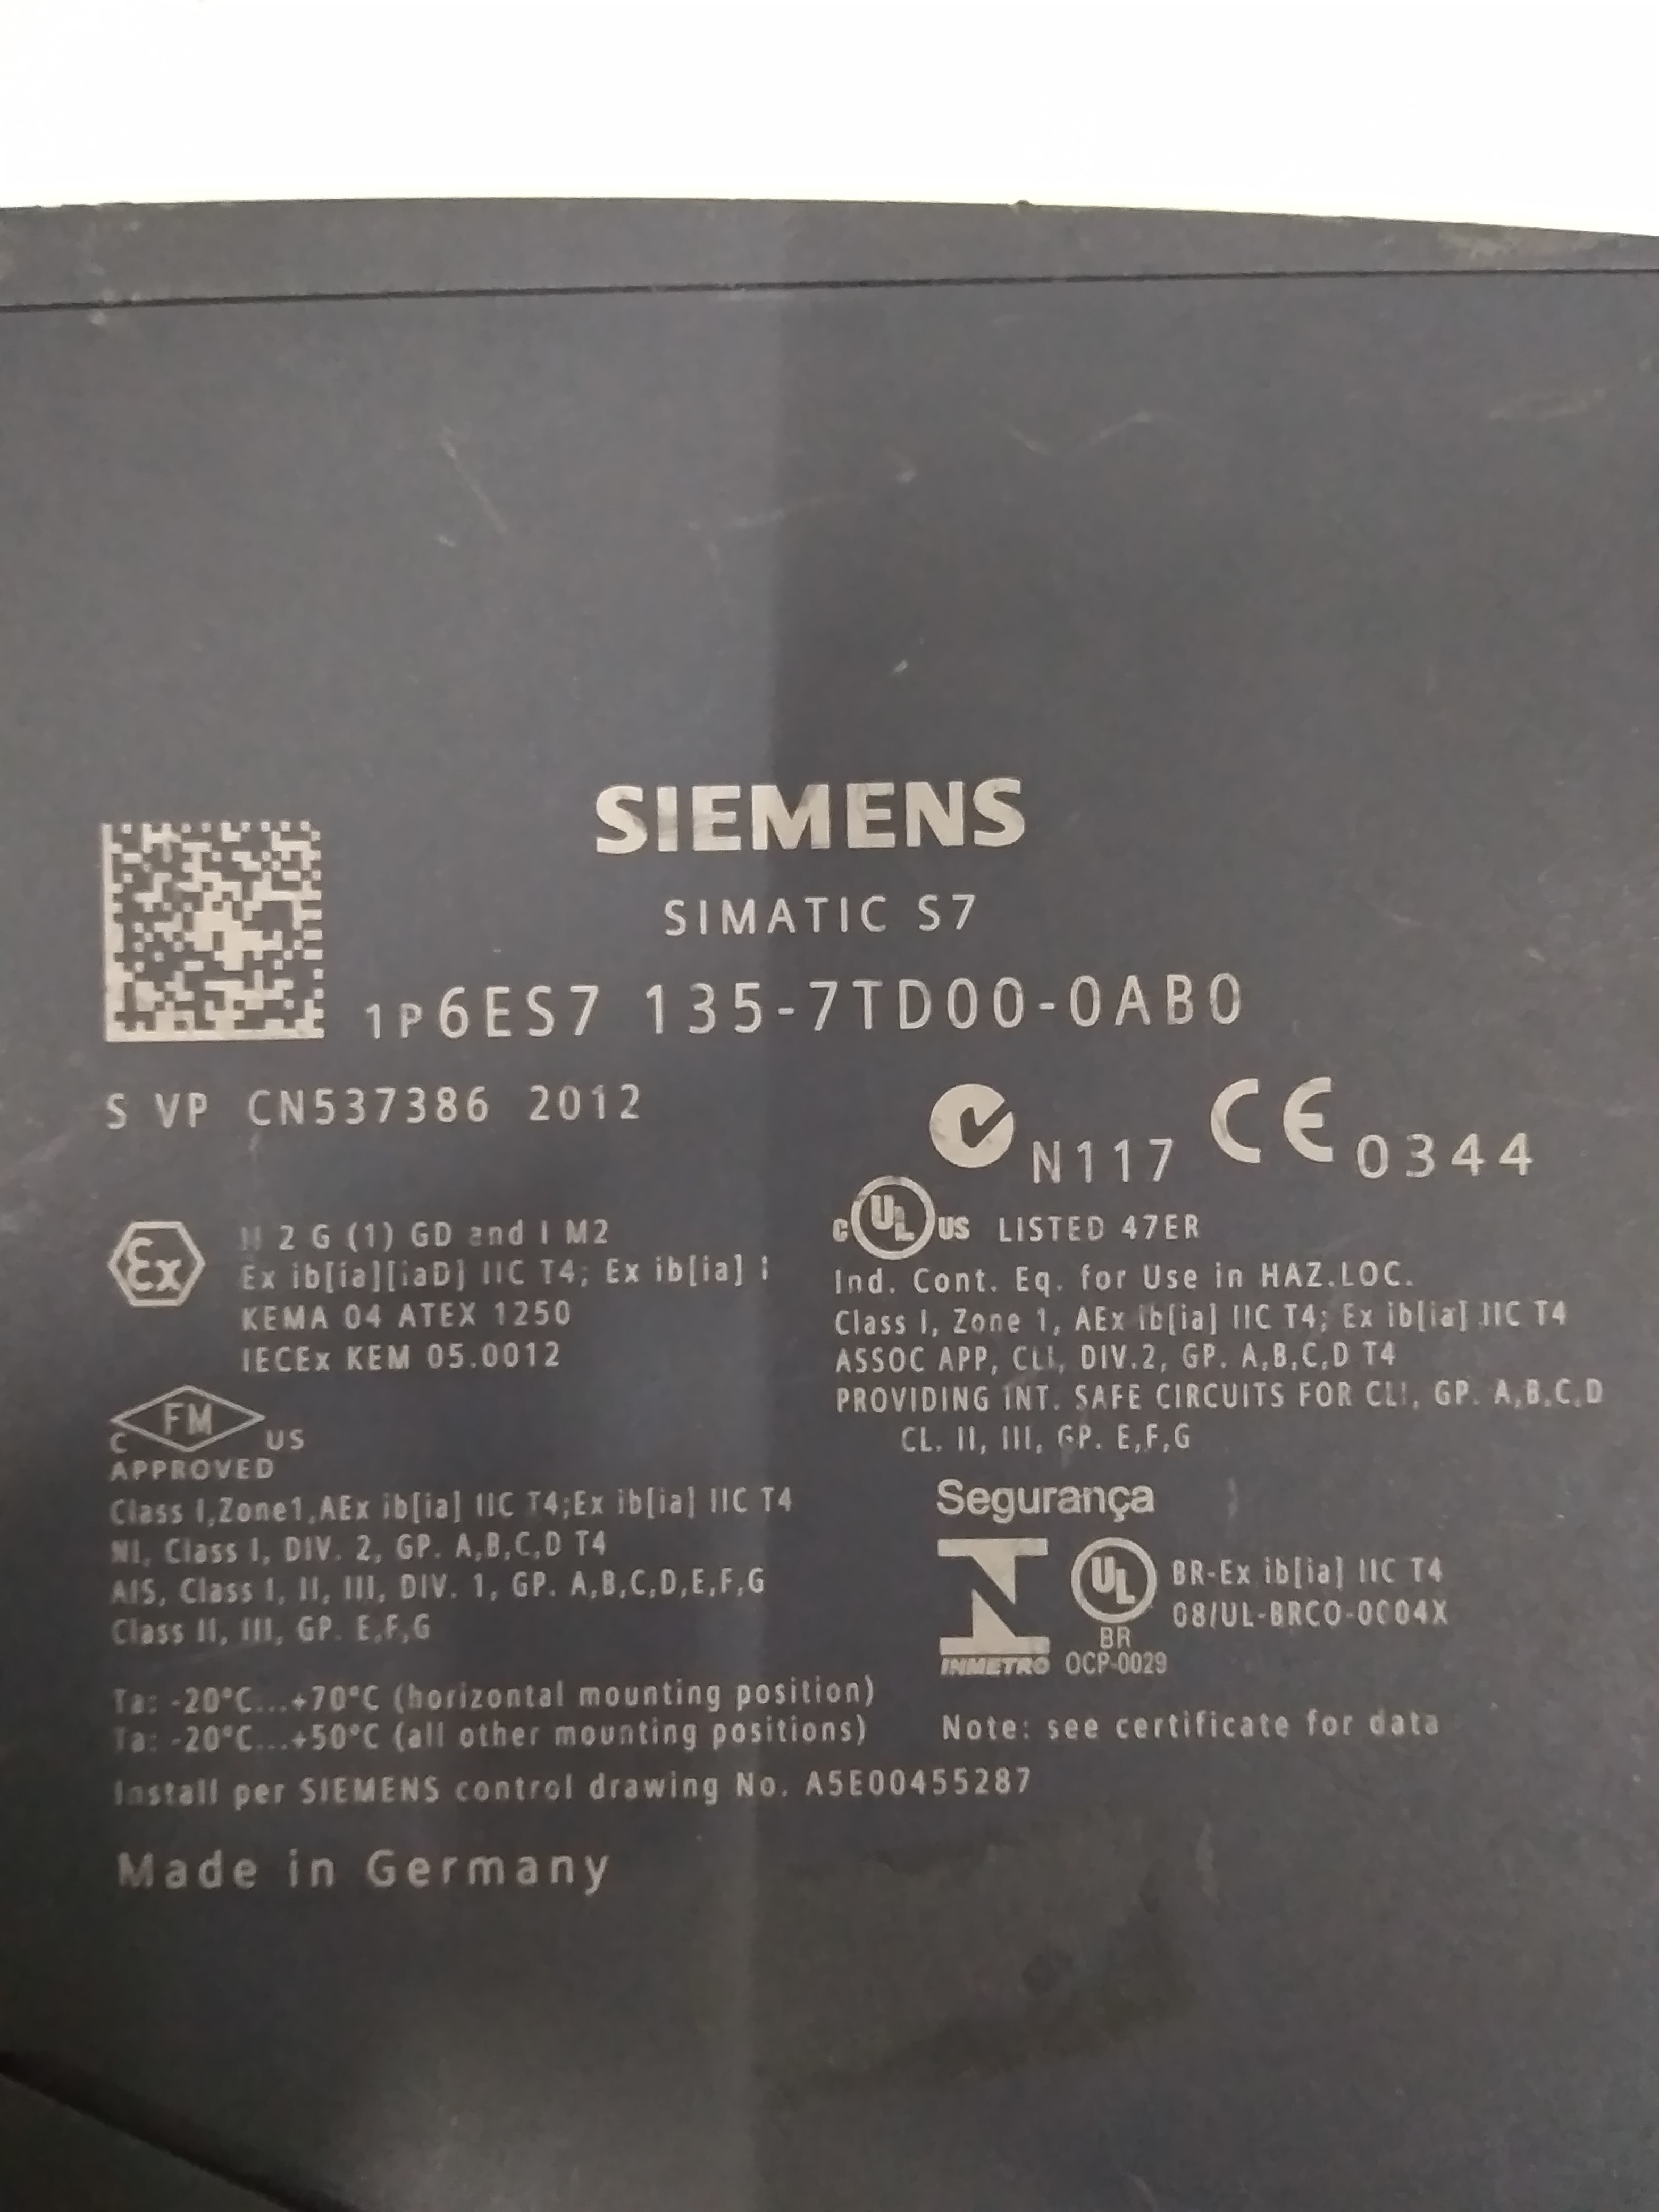 SIEMENS
SIMATIC S7
1P6ES7 135-7TD00-0AB0
S VP CN537386 2012
N117 CE 0344
Ex
II 2 G (1) GD and I M2
Ex ib[ia][iaD] IIC T4; Ex ib[ia] I
KEMA 04 ATEX 1250
IECEx KEM 05.0012
C UL US LISTED 47ER
Ind. Cont. Eq. for Use in HAZ.LOC.
Class I, Zone 1, AEx ib[ia] IIC T4; Ex ib[ia] IIC T4
ASSOC APP, CLI, DIV.2, GP. A,B,C,D T4
PROVIDING INT. SAFE CIRCUITS FOR CLI, GP. A,B,C,D
CL. II, III, GP. E,F,G
FM
C US
APPROVED
Class I,Zone1,AEx ib[ia] IIC T4;Ex ib[ia] IIC T4
NI, Class I, DIV. 2, GP. A,B,C,D T4
AIS, Class I, II, III, DIV. 1, GP. A,B,C,D,E,F,G
Class II, III, GP. E,F,G
Segurança
UL
BR
INMETRO OCP-0029
BR-Ex ib[ia] IIC T4
08/UL-BRCO-0004X
Ta: -20°C...+70°C (horizontal mounting position)
Ta: -20°C...+50°C (all other mounting positions)
Note: see certificate for data
Install per SIEMENS control drawing No. A5E00455287
Made in Germany